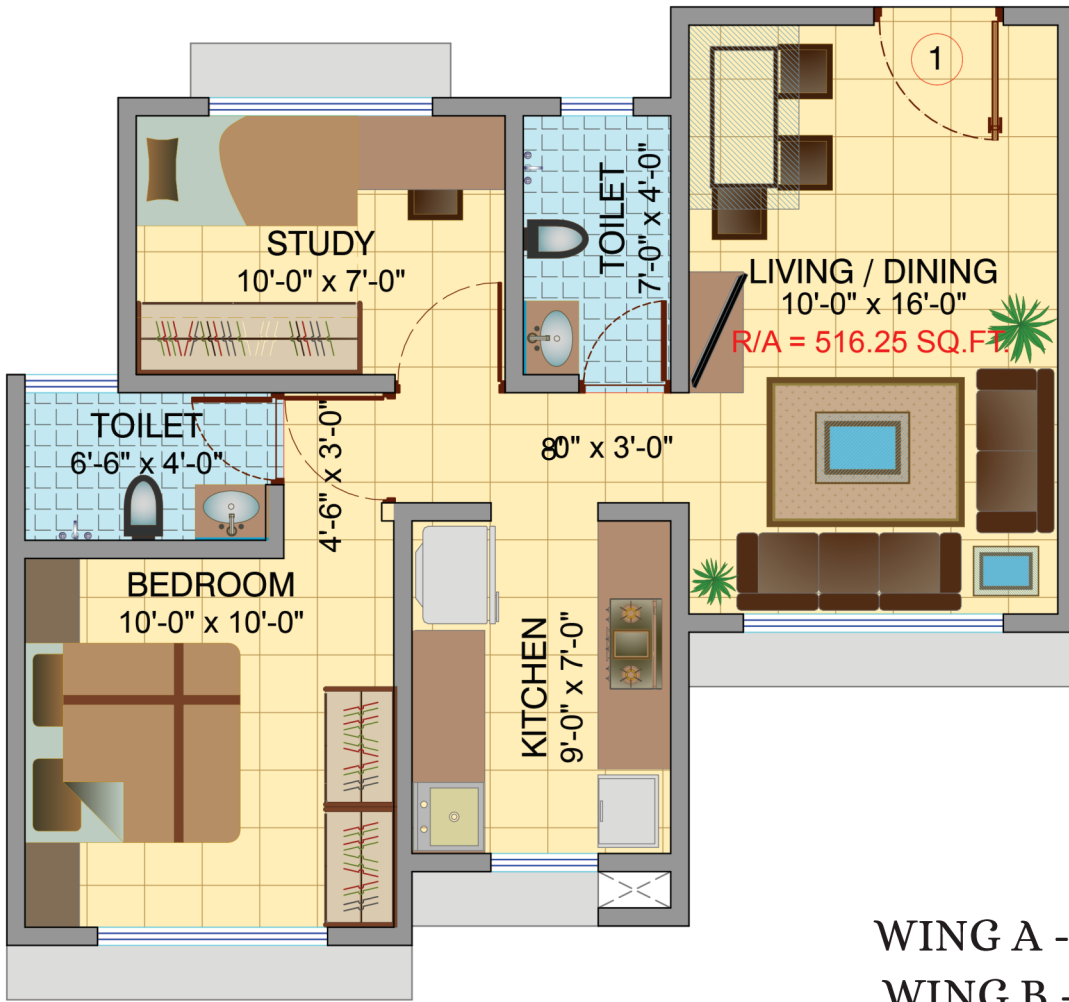 1
STUDY
10'-0" x 7'-0"
TOILET
7'-0" x 4'-0"
LIVING / DINING
10'-0" x 16'-0"
R/A = 516.25 SQ.FT.
TOILET
6'-6" x 4'-0"
4'-6" x 3'-0"
8'0" x 3'-0"
BEDROOM
10'-0" x 10'-0"
KITCHEN
9'-0" x 7'-0"
WING A -
WING B -